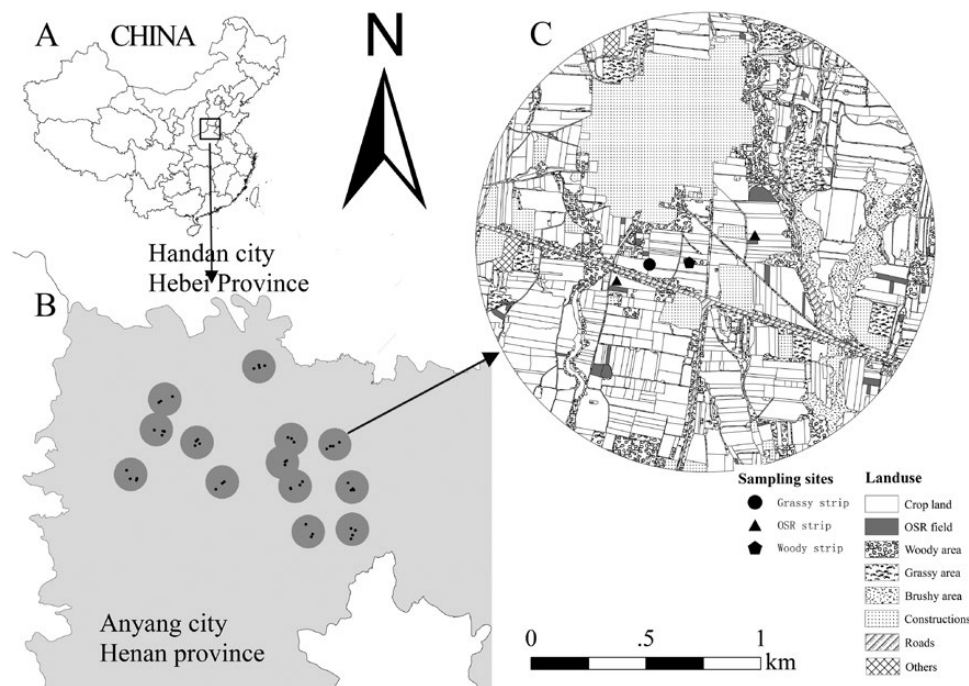 A
CHINA
N
C
Handan city
Hebei Province
B
Anyang city
Henan province
Sampling sites
Grassy strip
OSR strip
Woody strip
Landuse
Crop land
OSR field
Woody area
Grassy area
Brushy area
Constructions
Roads
Others
0 .5 1
km